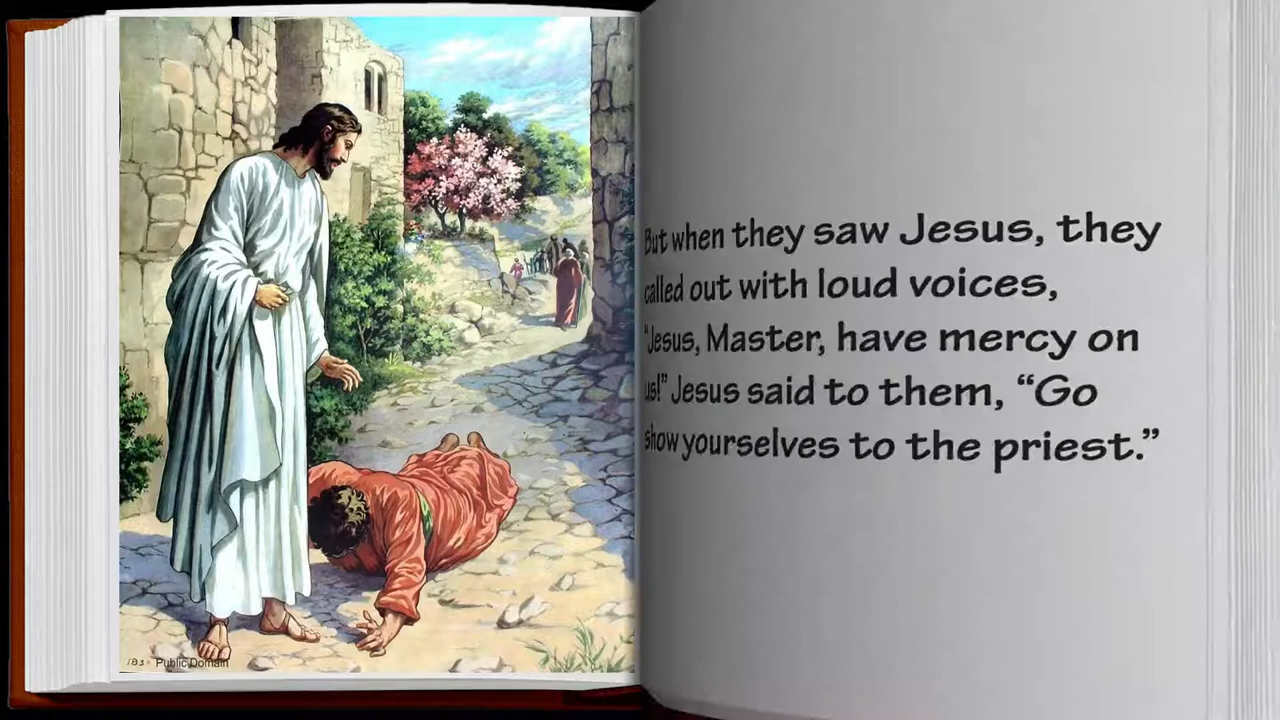 But when they saw Jesus, they
called out with loud voices,
"Jesus, Master, have mercy on
us!" Jesus said to them, “Go
show yourselves to the priest.”
183^ Public Domain